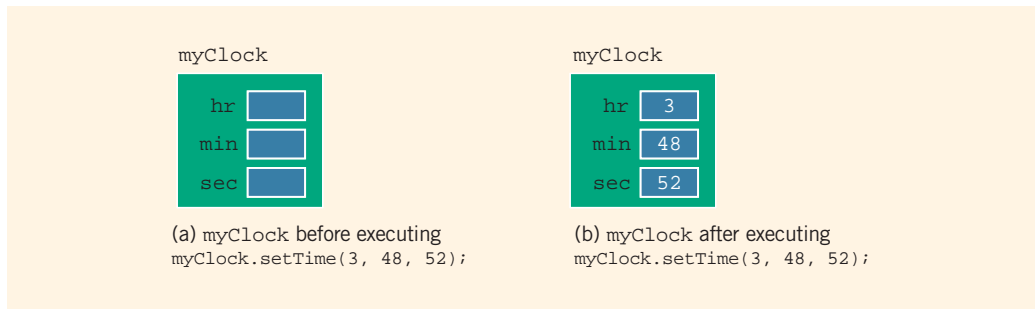 myClock
hr
min
sec
(a) myClock before executing
myClock.setTime(3, 48, 52);
myClock
hr 3
min 48
sec 52
(b) myClock after executing
myClock.setTime(3, 48, 52);